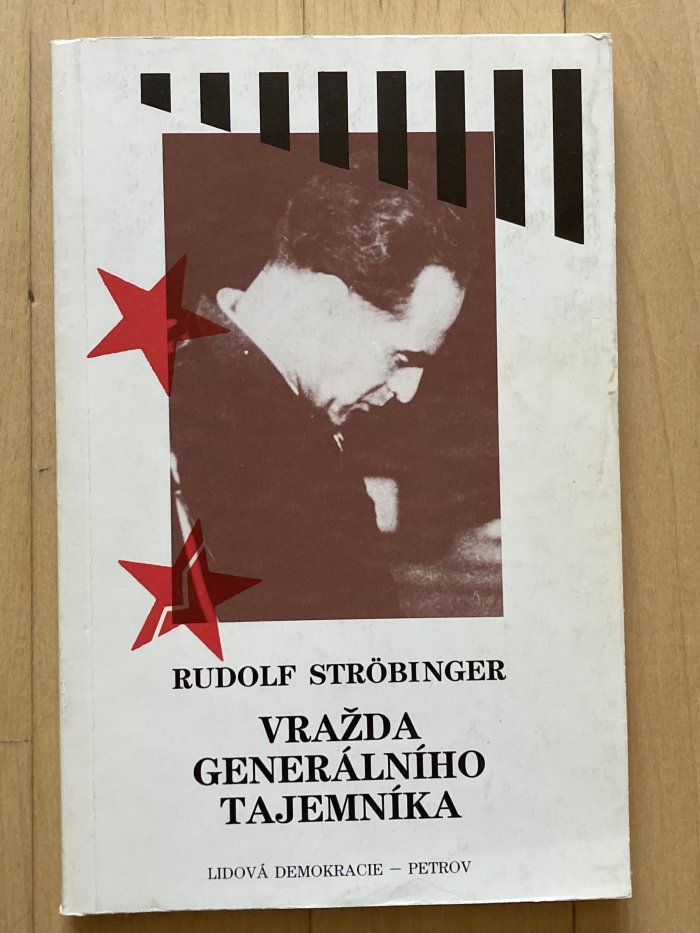 RUDOLF STRÖBINGER
VRAŽDA
GENERÁLNÍHO
TAJEMNÍKA
LIDOVÁ DEMOKRACIE – PETROV